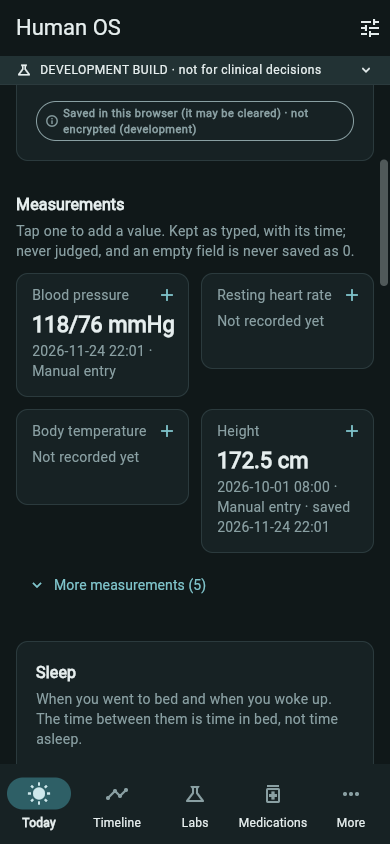 Human OS
DEVELOPMENT BUILD · not for clinical decisions
Saved in this browser (it may be cleared) · not
encrypted (development)
Measurements
Tap one to add a value. Kept as typed, with its time;
never judged, and an empty field is never saved as 0.
Blood pressure
118/76 mmHg
2026-11-24 22:01 ·
Manual entry
Resting heart rate
Not recorded yet
Body temperature
Not recorded yet
Height
172.5 cm
2026-10-01 08:00 ·
Manual entry · saved
2026-11-24 22:01
More measurements (5)
Sleep
When you went to bed and when you woke up.
The time between them is time in bed, not time
asleep.
Today
Timeline
Labs
Medications
More